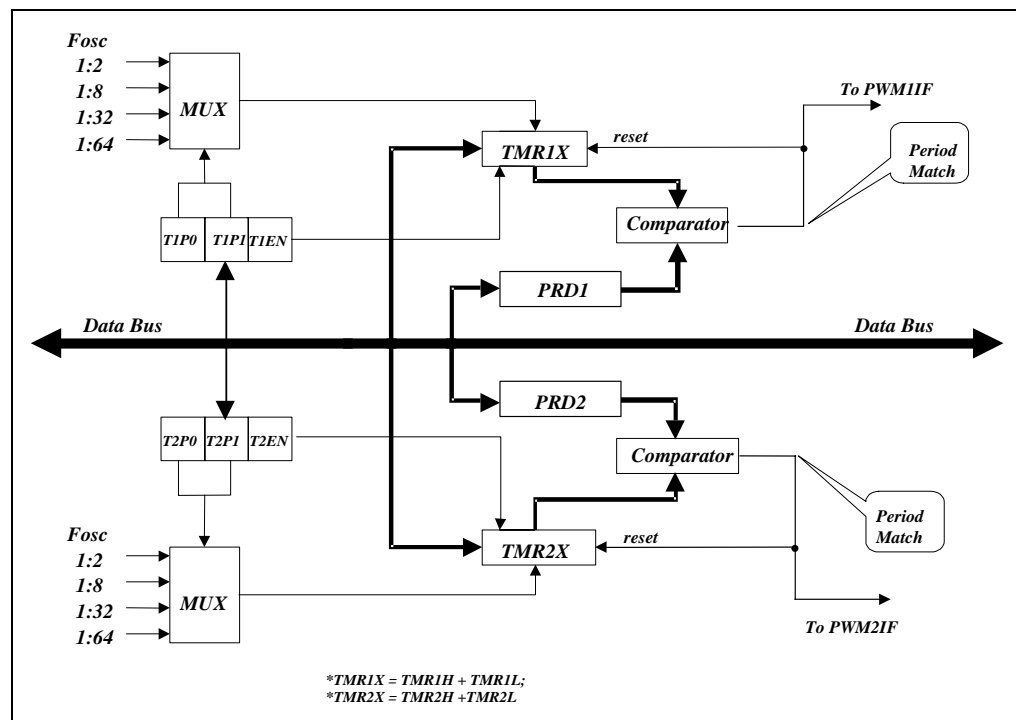 Fosc
1:2
1:8
1:32
1:64
MUX
To PWM1IF
TMR1X
reset
Period
Match
Comparator
T1P0 T1P1 T1EN
PRD1
Data Bus
Data Bus
PRD2
T2P0 T2P1 T2EN
Comparator
Period
Match
Fosc
1:2
1:8
1:32
1:64
MUX
TMR2X
reset
To PWM2IF
*TMR1X = TMR1H + TMR1L;
*TMR2X = TMR2H +TMR2L